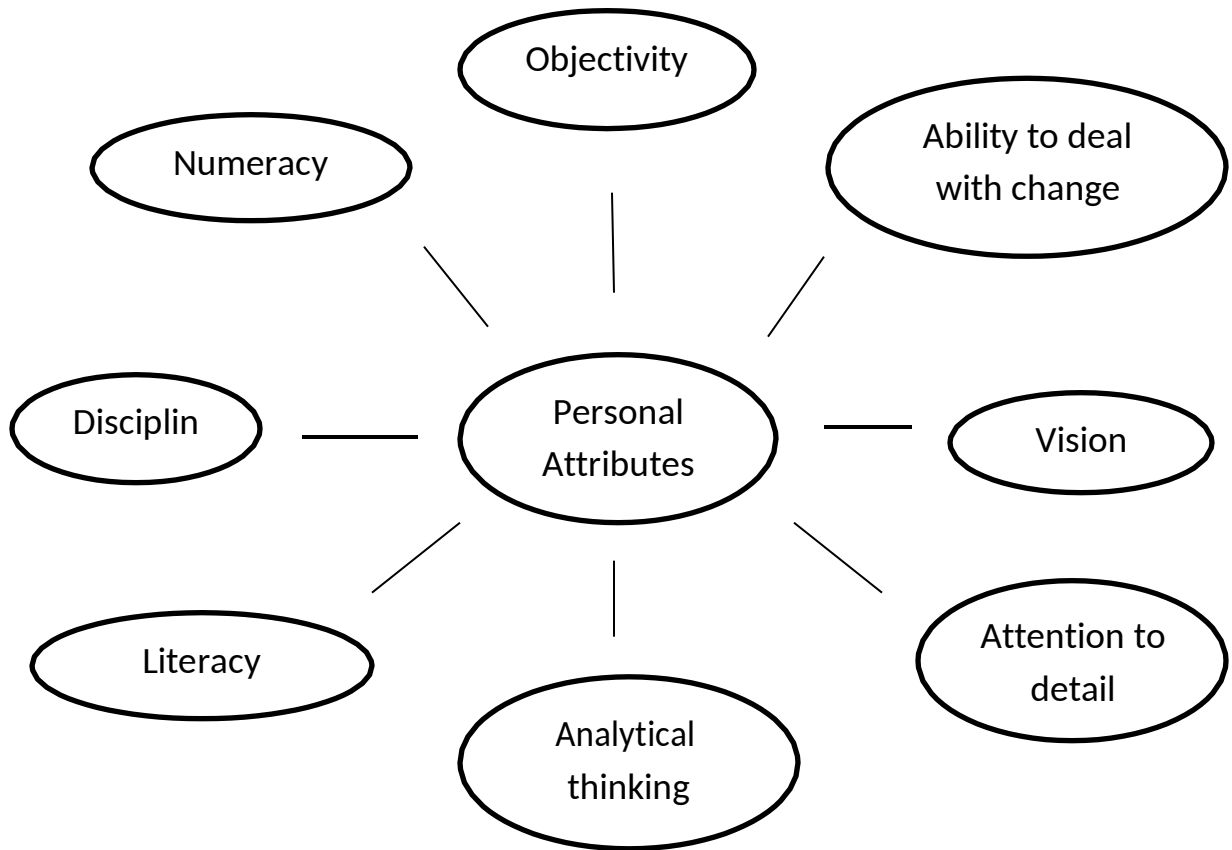 Objectivity
Ability to deal
with change
Numeracy
Personal
Attributes
Disciplin
Vision
Literacy
Attention to
detail
Analytical
thinking